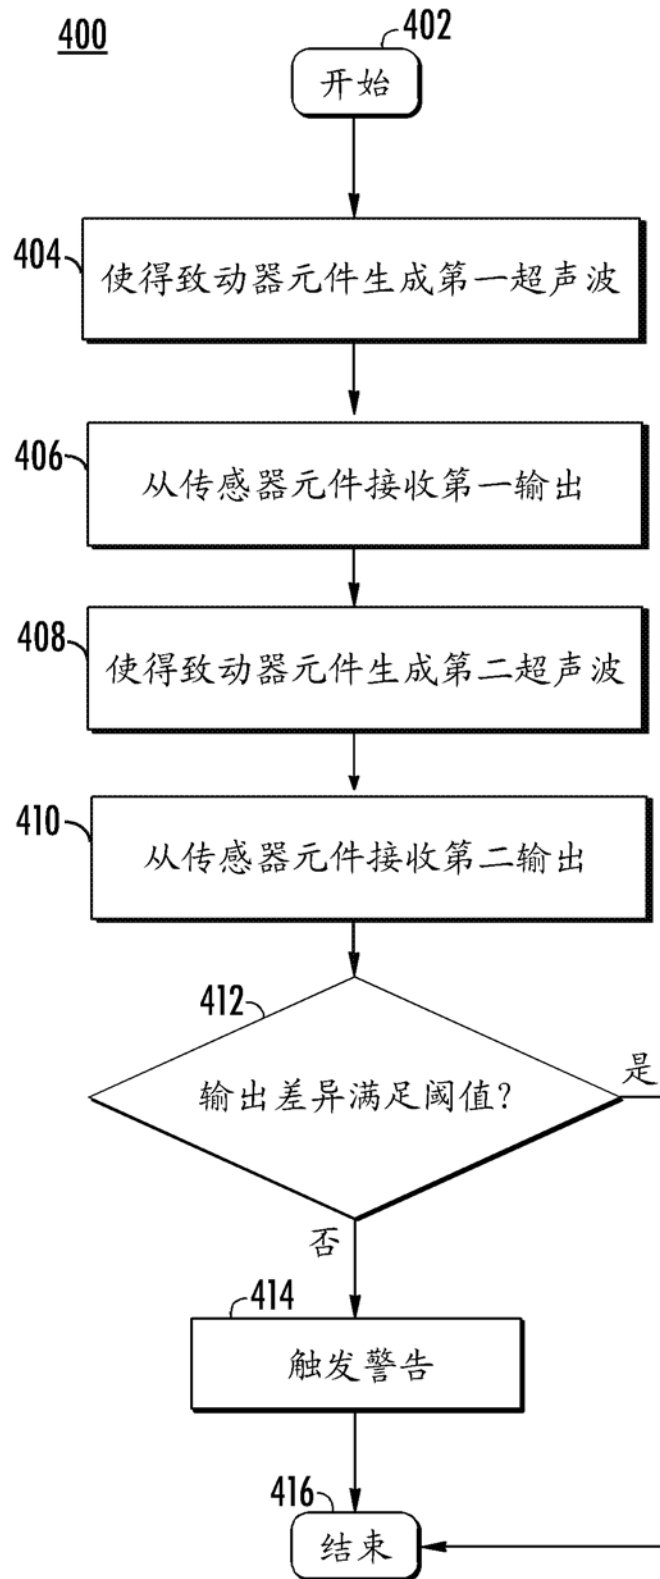 400
402
开始
404
使得致动器元件生成第一超声波
406
从传感器元件接收第一输出
408
使得致动器元件生成第二超声波
410
从传感器元件接收第二输出
412
输出差异满足阈值?
是
否
414
触发警告
416
结束